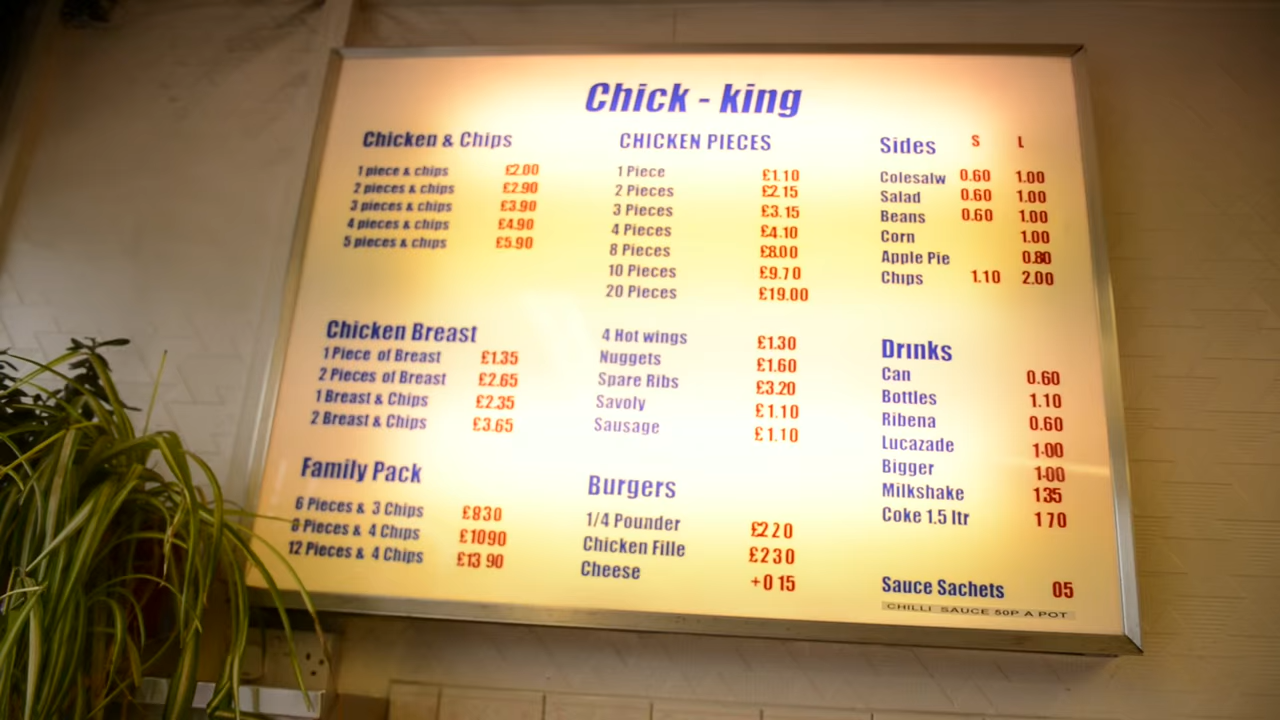 Chick - king
Chicken & Chips
1 piece & chips £2.00
2 pieces & chips £2.90
3 pieces & chips £3.90
4 pieces & chips £4.90
5 pieces & chips £5.90
Chicken Breast
1 Piece of Breast £1.35
2 Pieces of Breast £2.65
1 Breast & Chips £2.35
2 Breast & Chips £3.65
Family Pack
6 Pieces & 3 Chips £830
8 Pieces & 4 Chips £1090
12 Pieces & 4 Chips £13 90
CHICKEN PIECES
1 Piece £1.10
2 Pieces £2.15
3 Pieces £3.15
4 Pieces £4.10
8 Pieces £8.00
10 Pieces £9.70
20 Pieces £19.00
4 Hot wings £1.30
Nuggets £1.60
Spare Ribs £3.20
Savoly £1.10
Sausage £1.10
Burgers
1/4 Pounder £220
Chicken Fille £230
Cheese +0 15
Sides S L
Colesalw 0.60 1.00
Salad 0.60 1.00
Beans 0.60 1.00
Corn 1.00
Apple Pie 0.80
Chips 1.10 2.00
Drinks
Can 0.60
Bottles 1.10
Ribena 0.60
Lucazade 1.00
Bigger 1.00
Milkshake 135
Coke 1.5 ltr 170
Sauce Sachets 05
CHILLI SAUCE 50P A POT